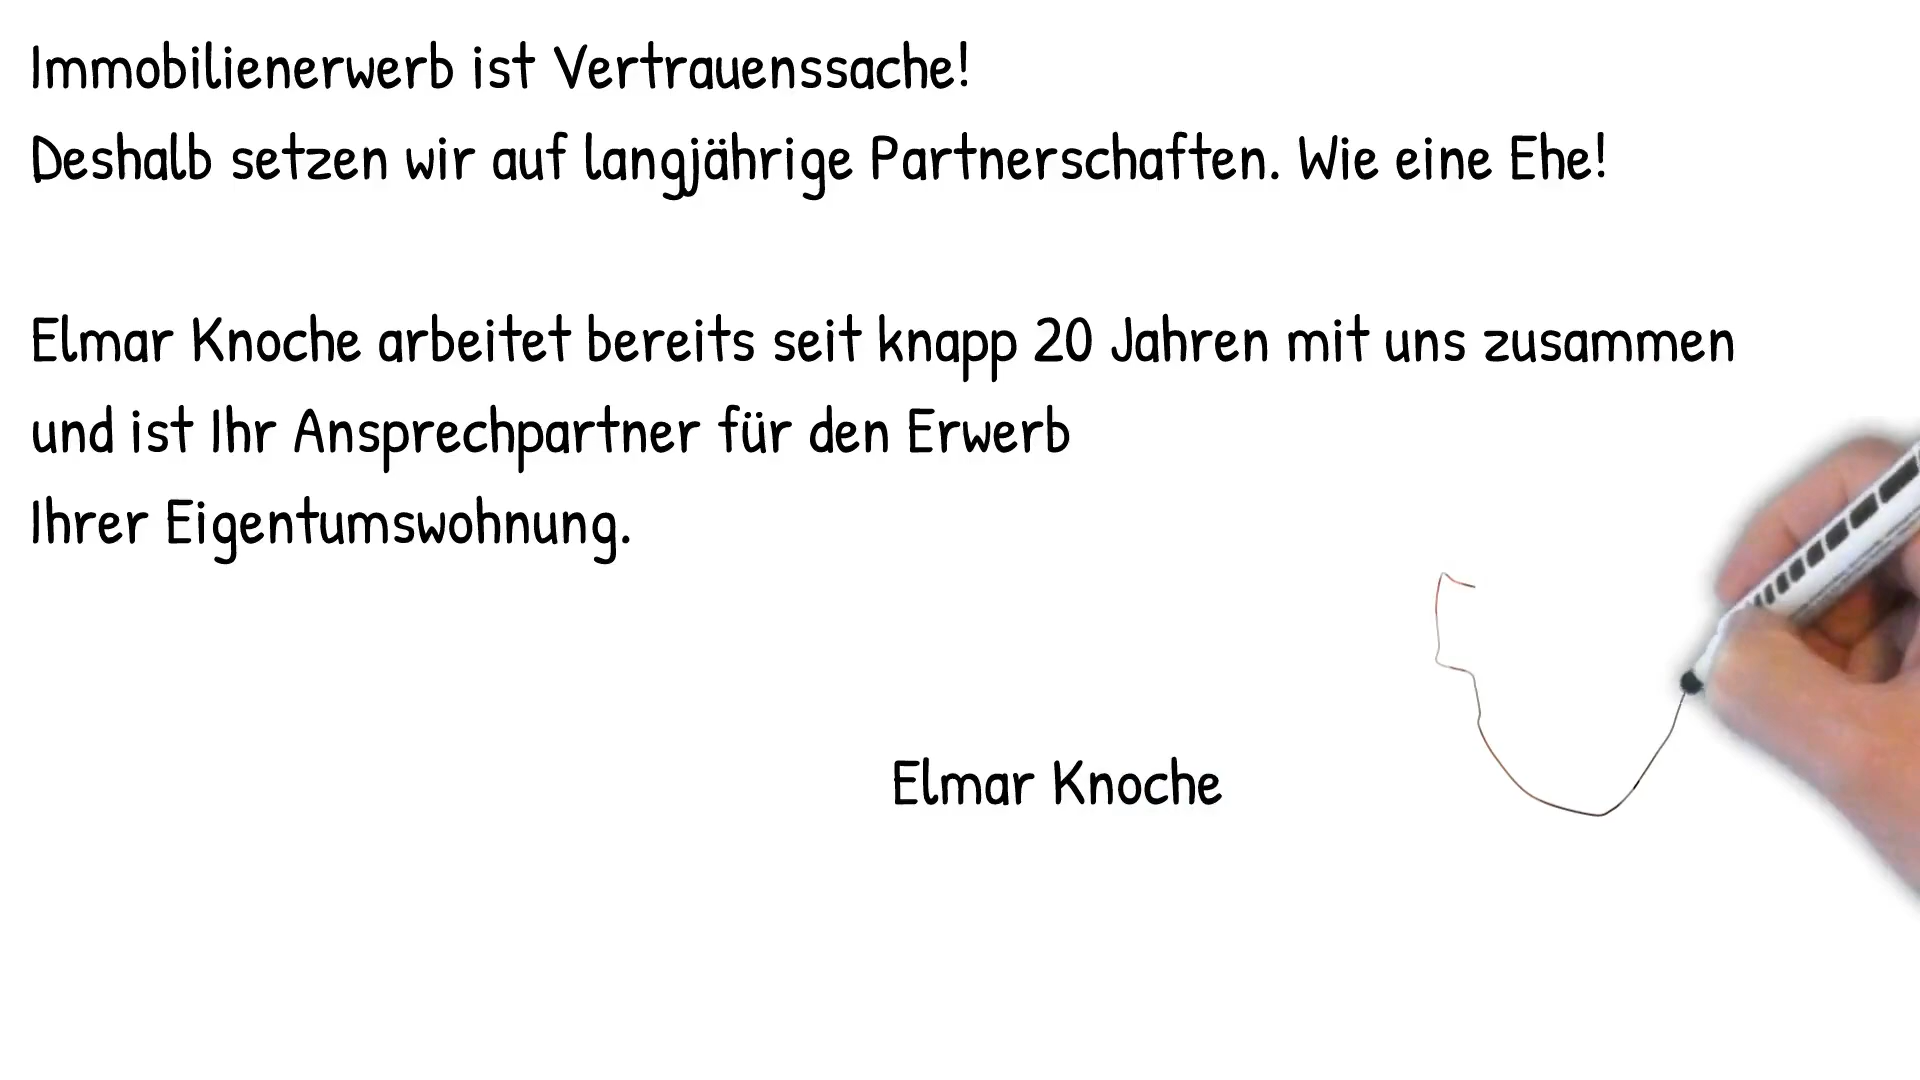 Immobilienerwerb ist Vertrauenssache!
Deshalb setzen wir auf langjährige Partnerschaften. Wie eine Ehe!
Elmar Knoche arbeitet bereits seit knapp 20 Jahren mit uns zusammen
und ist Ihr Ansprechpartner für den Erwerb
Ihrer Eigentumswohnung.
Elmar Knoche